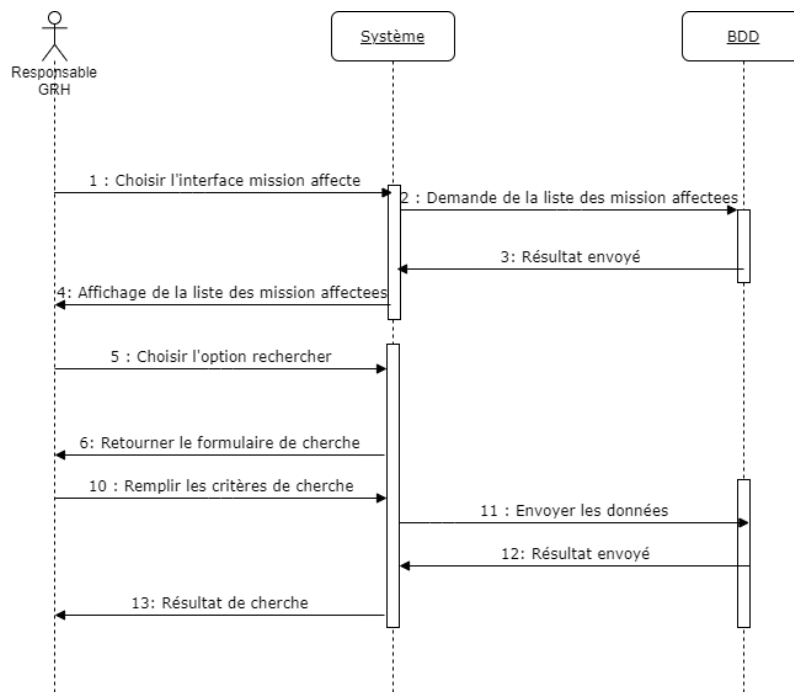 Responsable
GRH
Système
BDD
1 : Choisir l'interface mission affecte
2 : Demande de la liste des mission affectees
3: Résultat envoyé
4: Affichage de la liste des mission affectees
5 : Choisir l'option rechercher
6: Retourner le formulaire de cherche
10 : Remplir les critères de cherche
11 : Envoyer les données
12: Résultat envoyé
13: Résultat de cherche